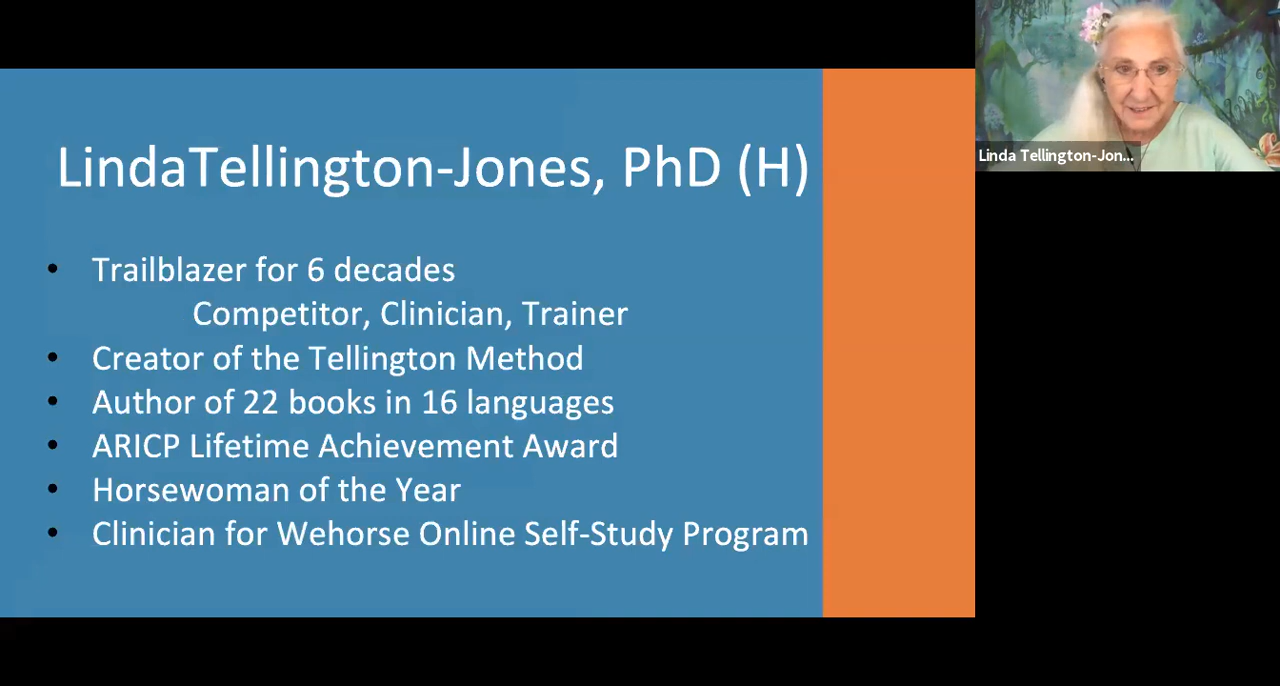 LindaTellington-Jones, PhD (H)
• Trailblazer for 6 decades
Competitor, Clinician, Trainer
• Creator of the Tellington Method
• Author of 22 books in 16 languages
• ARICP Lifetime Achievement Award
• Horsewoman of the Year
• Clinician for Wehorse Online Self-Study Program
Linda Tellington-Jon...